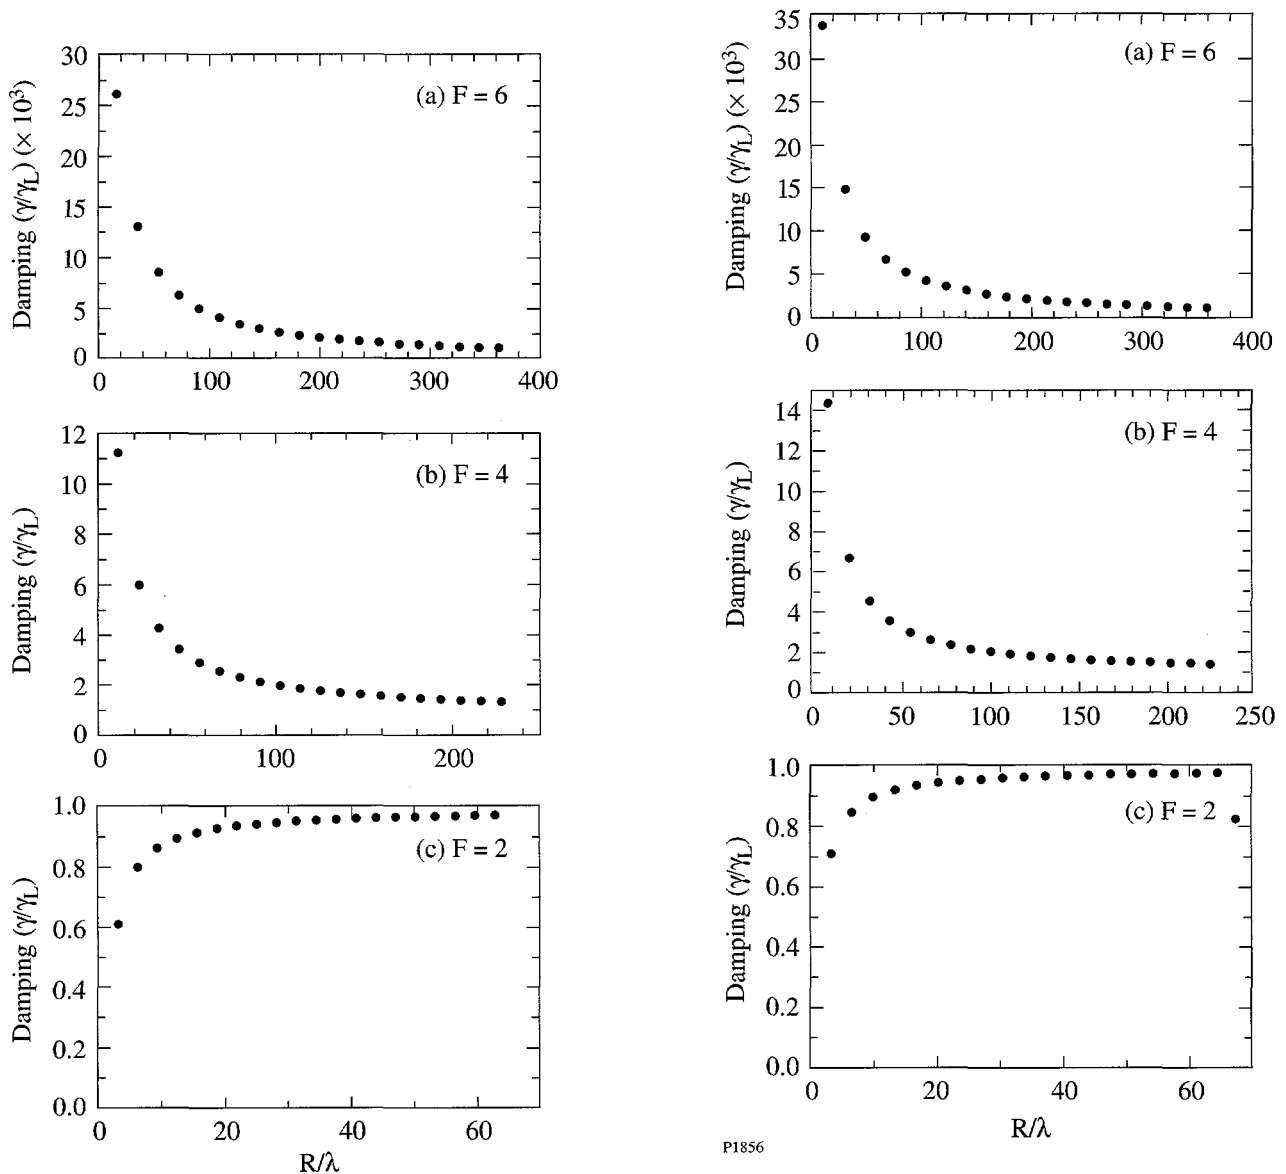 30
25
20
15
10
5
0
Damping (γ/γL) (× 10³)
(a) F = 6
0 100 200 300 400
12
10
8
6
4
2
0
Damping (γ/γL)
(b) F = 4
0 100 200
1.0
0.8
0.6
0.4
0.2
0.0
Damping (γ/γL)
(c) F = 2
0 20 40 60
R/λ
35
30
25
20
15
10
5
0
Damping (γ/γL) (× 10³)
(a) F = 6
0 100 200 300 400
14
12
10
8
6
4
2
0
Damping (γ/γL)
(b) F = 4
0 50 100 150 200 250
1.0
0.8
0.6
0.4
0.2
0.0
Damping (γ/γL)
(c) F = 2
0 20 40 60
R/λ
P1856